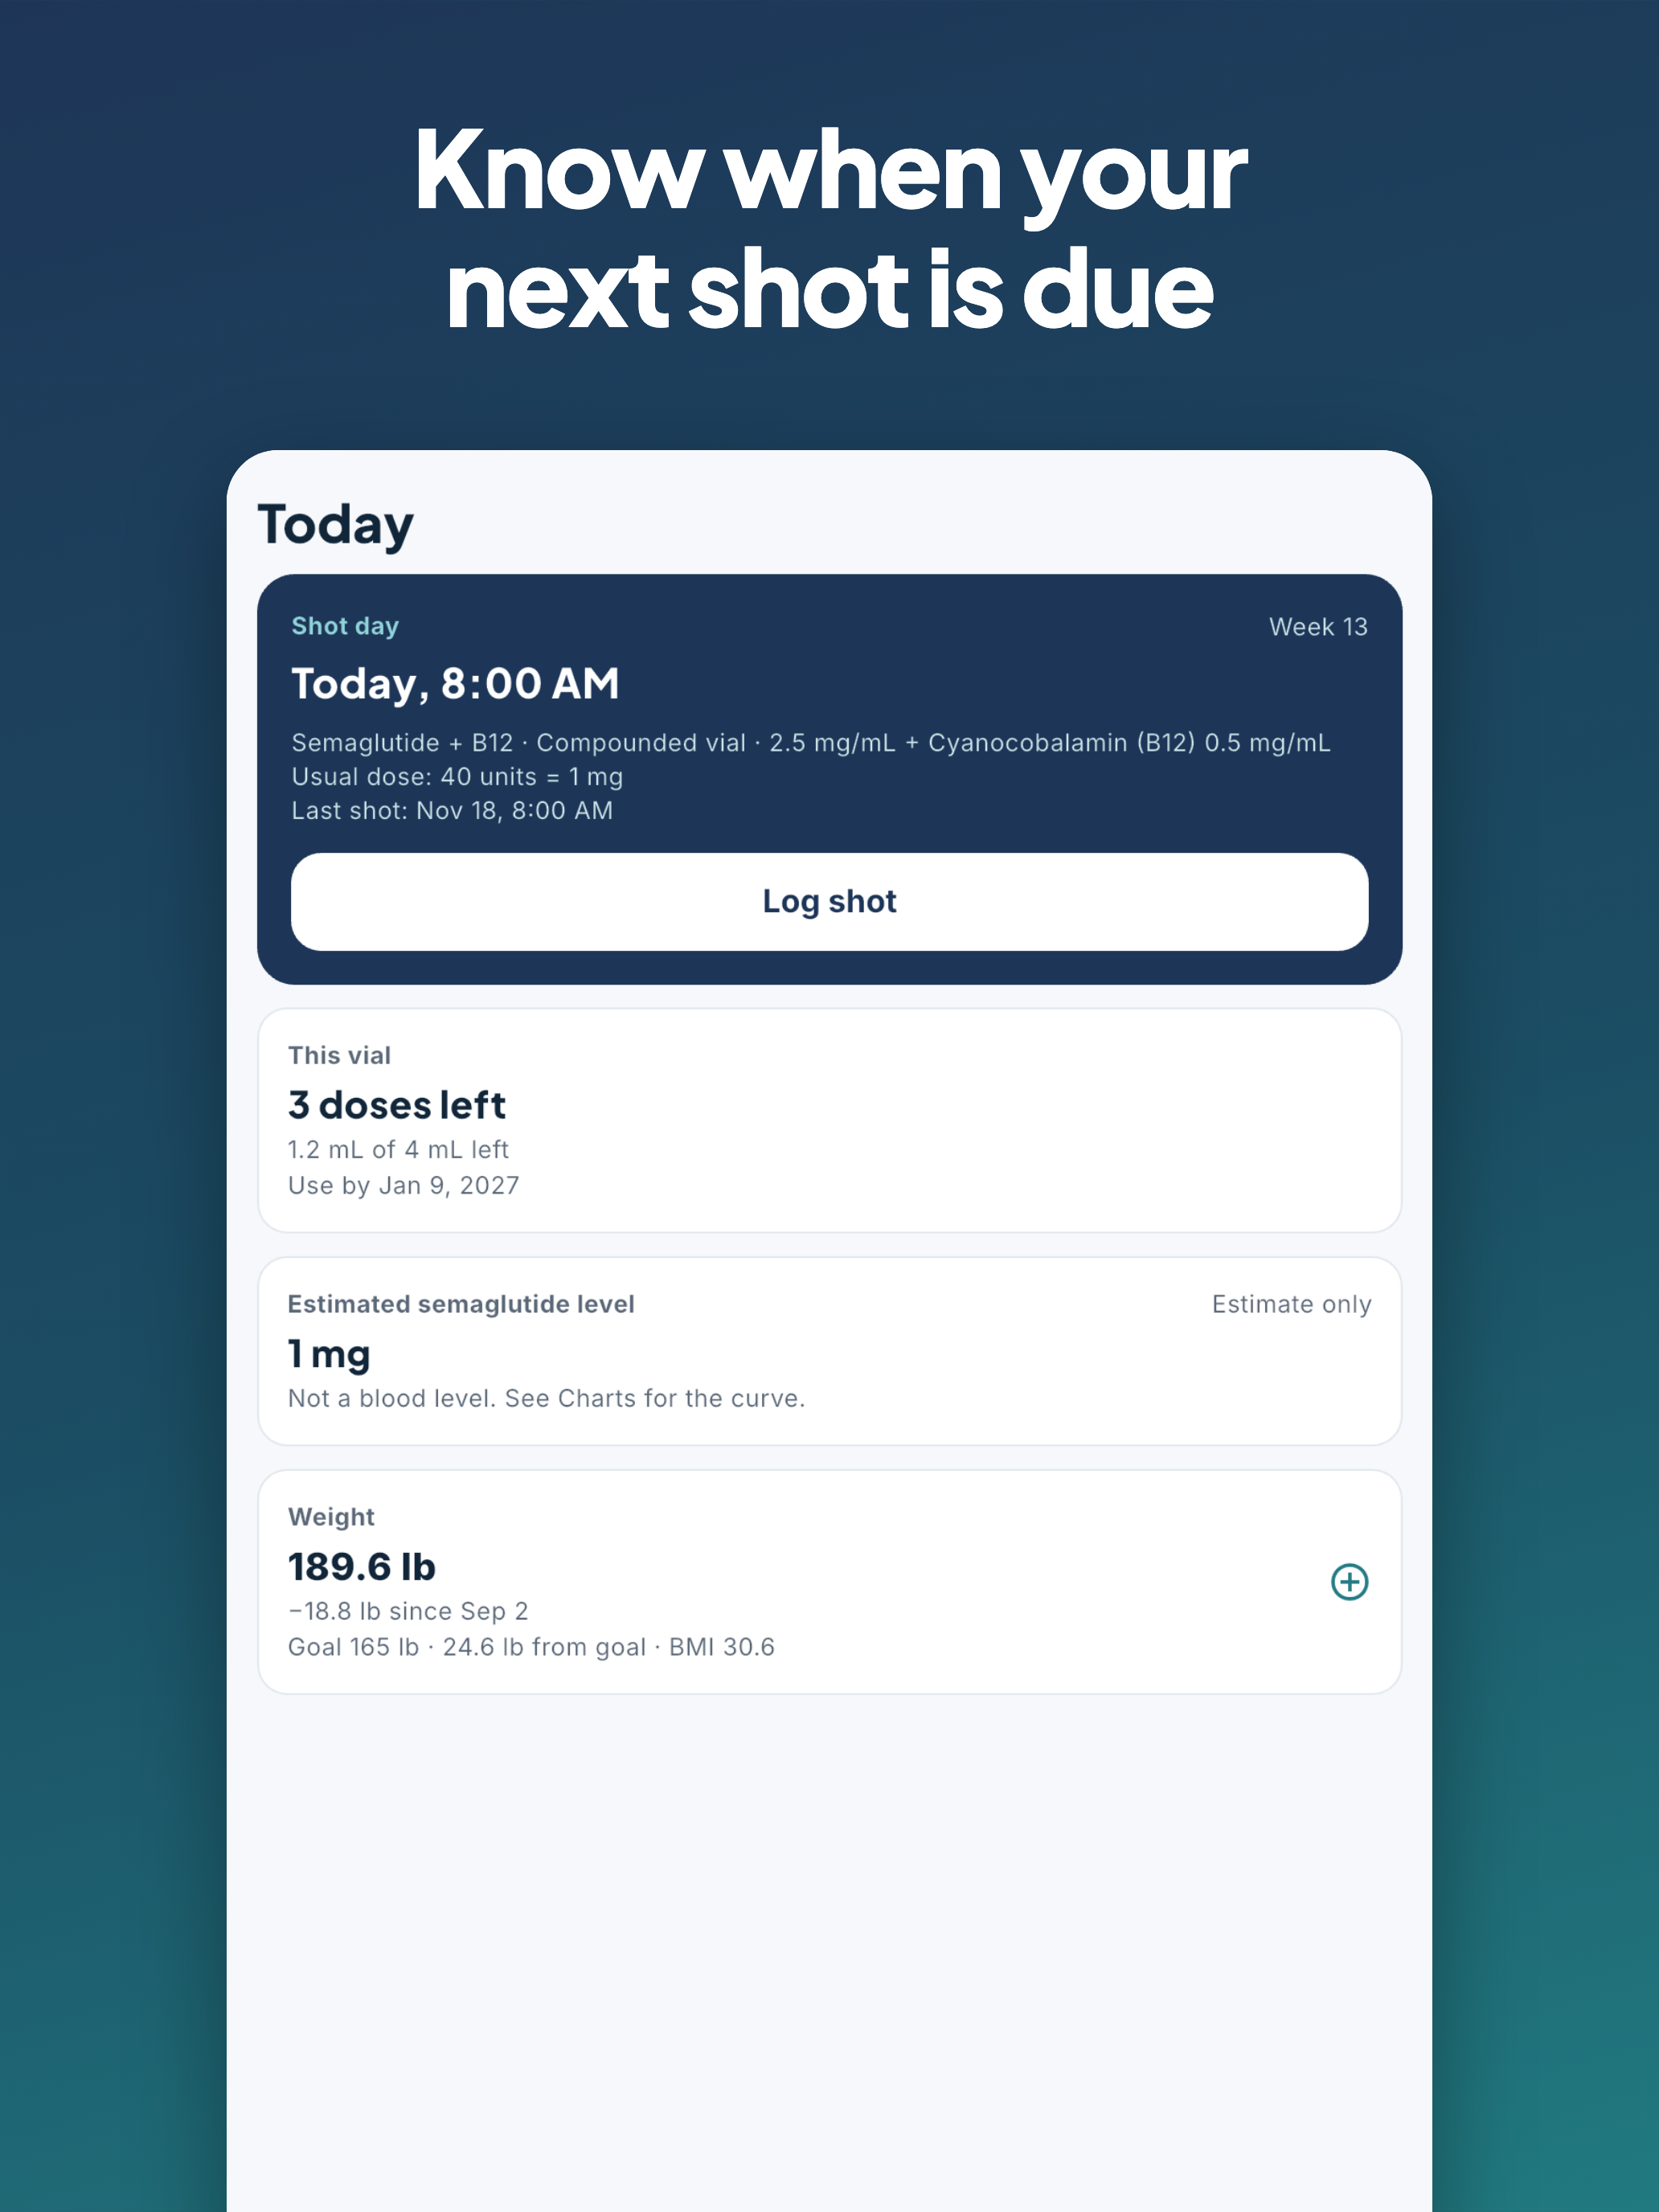 Know when your
next shot is due
Today
Shot day
Week 13
Today, 8:00 AM
Semaglutide + B12 · Compounded vial · 2.5 mg/mL + Cyanocobalamin (B12) 0.5 mg/mL
Usual dose: 40 units = 1 mg
Last shot: Nov 18, 8:00 AM
Log shot
This vial
3 doses left
1.2 mL of 4 mL left
Use by Jan 9, 2027
Estimated semaglutide level
Estimate only
1 mg
Not a blood level. See Charts for the curve.
Weight
189.6 lb
−18.8 lb since Sep 2
Goal 165 lb · 24.6 lb from goal · BMI 30.6